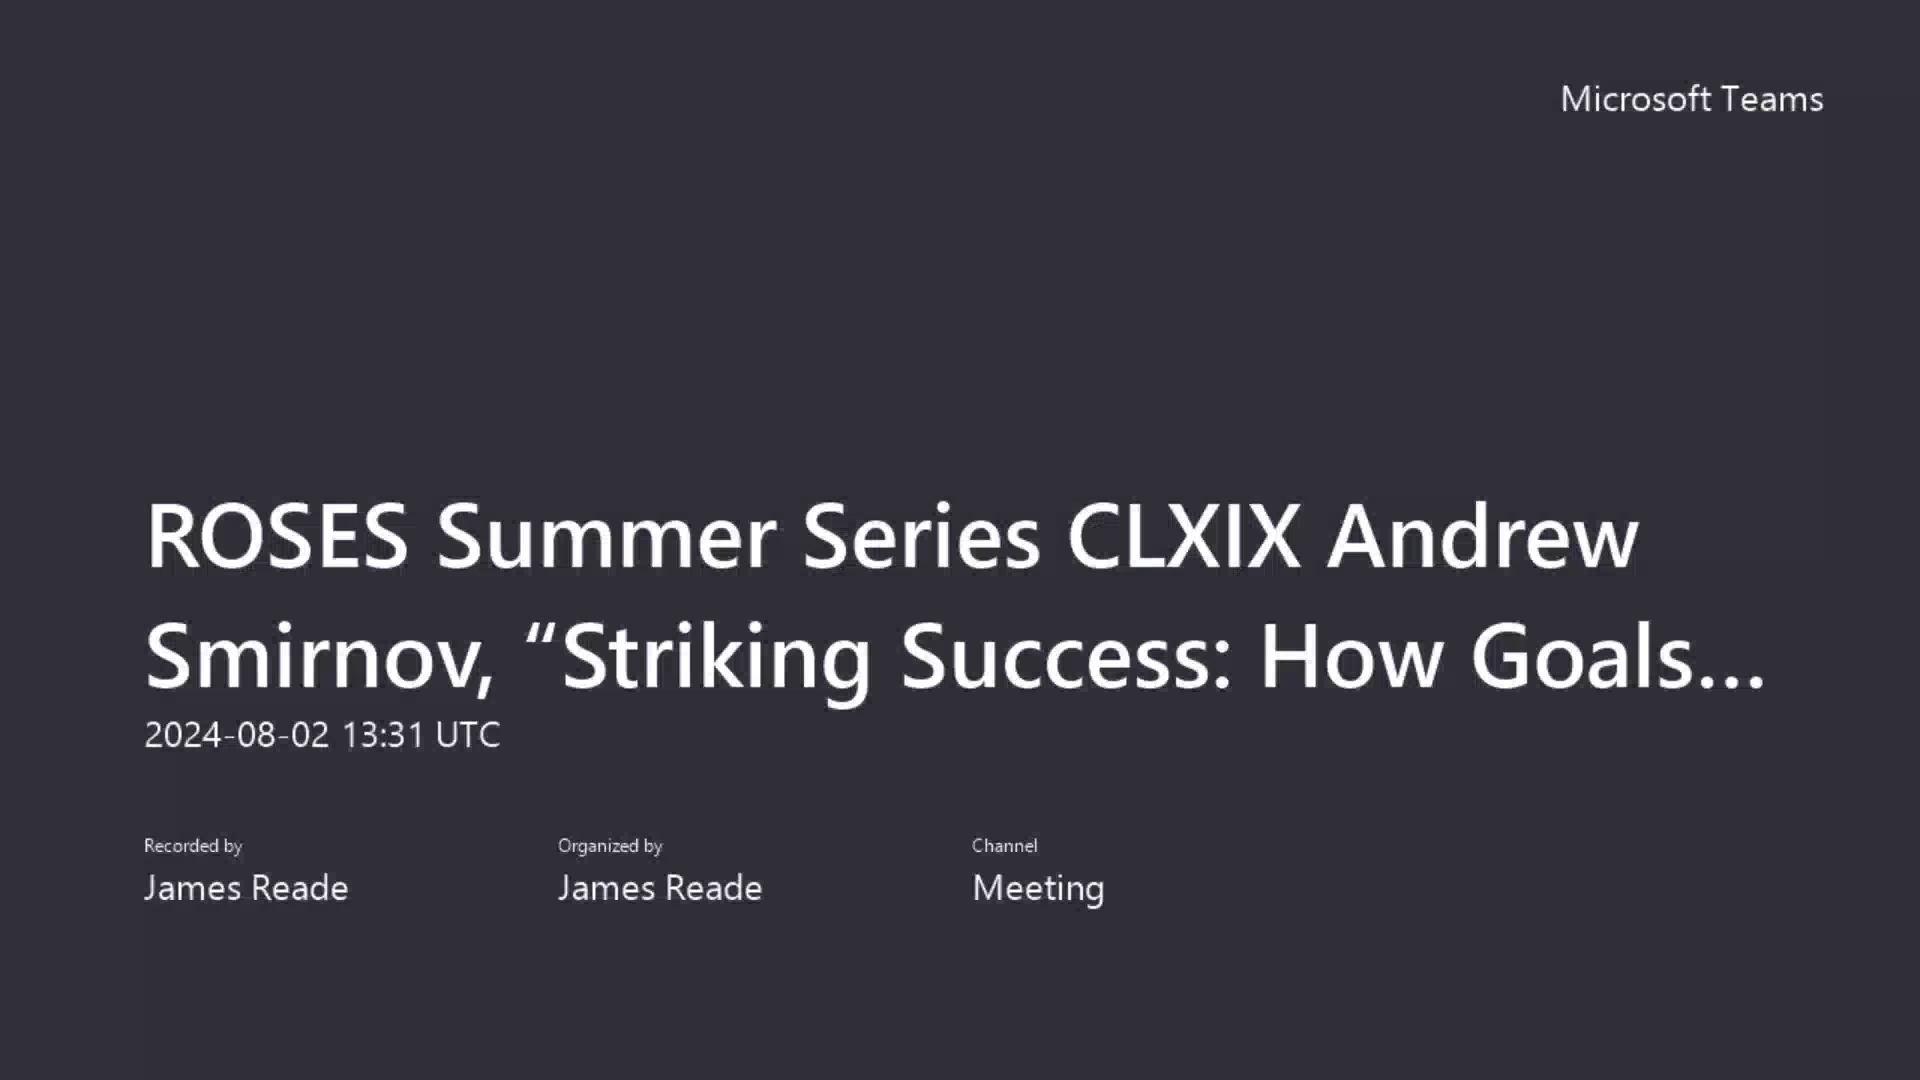 Microsoft Teams
ROSES Summer Series CLXIX Andrew
Smirnov, “Striking Success: How Goals...
2024-08-02 13:31 UTC
Recorded by
James Reade
Organized by
James Reade
Channel
Meeting